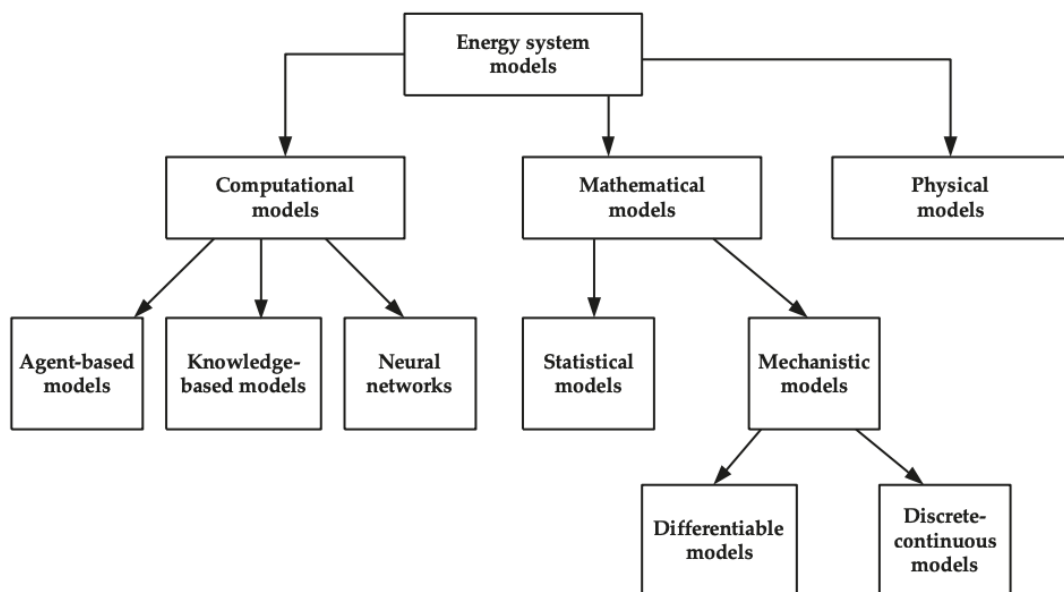 Energy system
models
Computational
models
Mathematical
models
Physical
models
Agent-based
models
Knowledge-
based models
Neural
networks
Statistical
models
Mechanistic
models
Differentiable
models
Discrete-
continuous
models